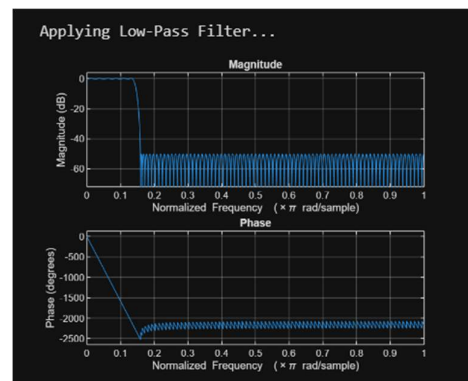 Applying Low-Pass Filter...
Magnitude
Magnitude (dB)
0
-20
-40
-60
0 0.1 0.2 0.3 0.4 0.5 0.6 0.7 0.8 0.9 1
Normalized Frequency (×π rad/sample)
Phase
Phase (degrees)
0
-500
-1000
-1500
-2000
-2500
0 0.1 0.2 0.3 0.4 0.5 0.6 0.7 0.8 0.9 1
Normalized Frequency (×π rad/sample)